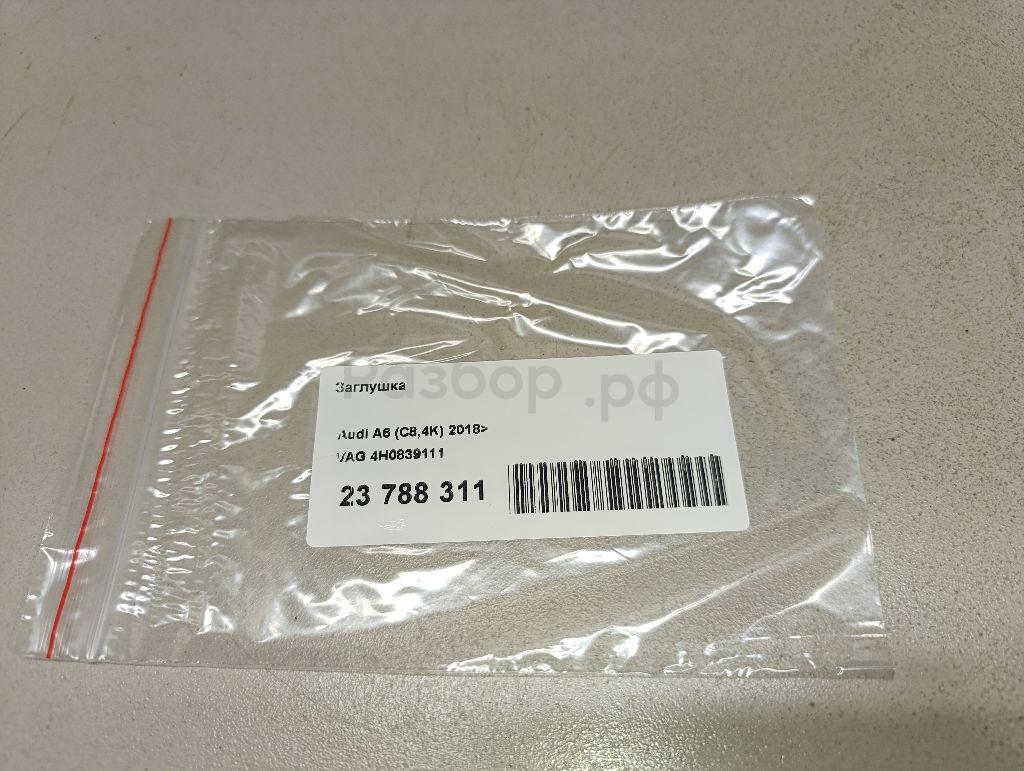 Разбор.рф
Заглушка
Audi A6 (C8,4K) 2018>
VAG 4H0839111
23 788 311